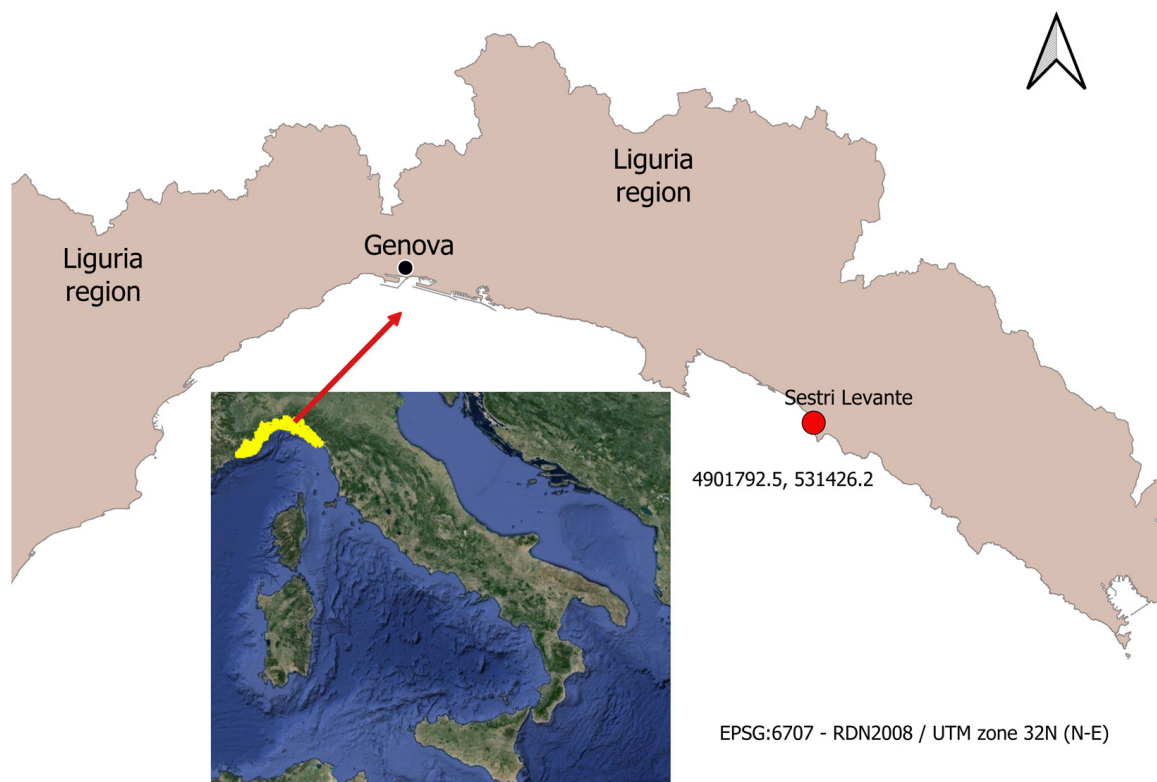 Liguria
region
Genova
Liguria
region
Sestri Levante
4901792.5, 531426.2
EPSG:6707 - RDN2008 / UTM zone 32N (N-E)